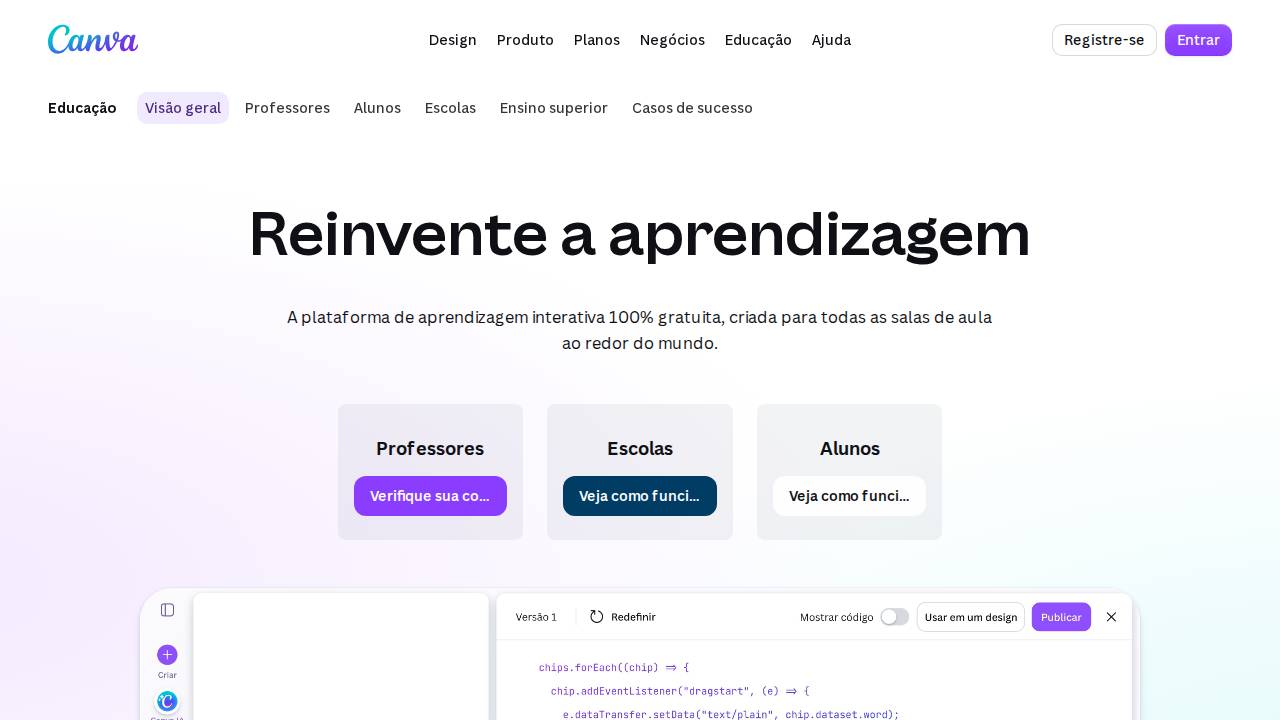 Canva
Design Produto Planos Negócios Educação Ajuda
Registre-se Entrar
Educação Visão geral Professores Alunos Escolas Ensino superior Casos de sucesso
Reinvente a aprendizagem
A plataforma de aprendizagem interativa 100% gratuita, criada para todas as salas de aula
ao redor do mundo.
Professores
Verifique sua co...
Escolas
Veja como funci...
Alunos
Veja como funci...
Criar
Versão 1 Redefinir Mostrar código Usar em um design Publicar
chips.forEach((chip) => {
chip.addEventListener("dragstart", (e) => {
e.dataTransfer.setData("text/plain", chip.dataset.word);